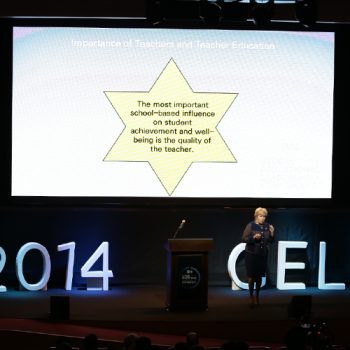 Importance of Teachers and Teacher Education
The most important
school-based influence
on student
achievement and well-
being is the quality
of the teacher.
2014
CEL